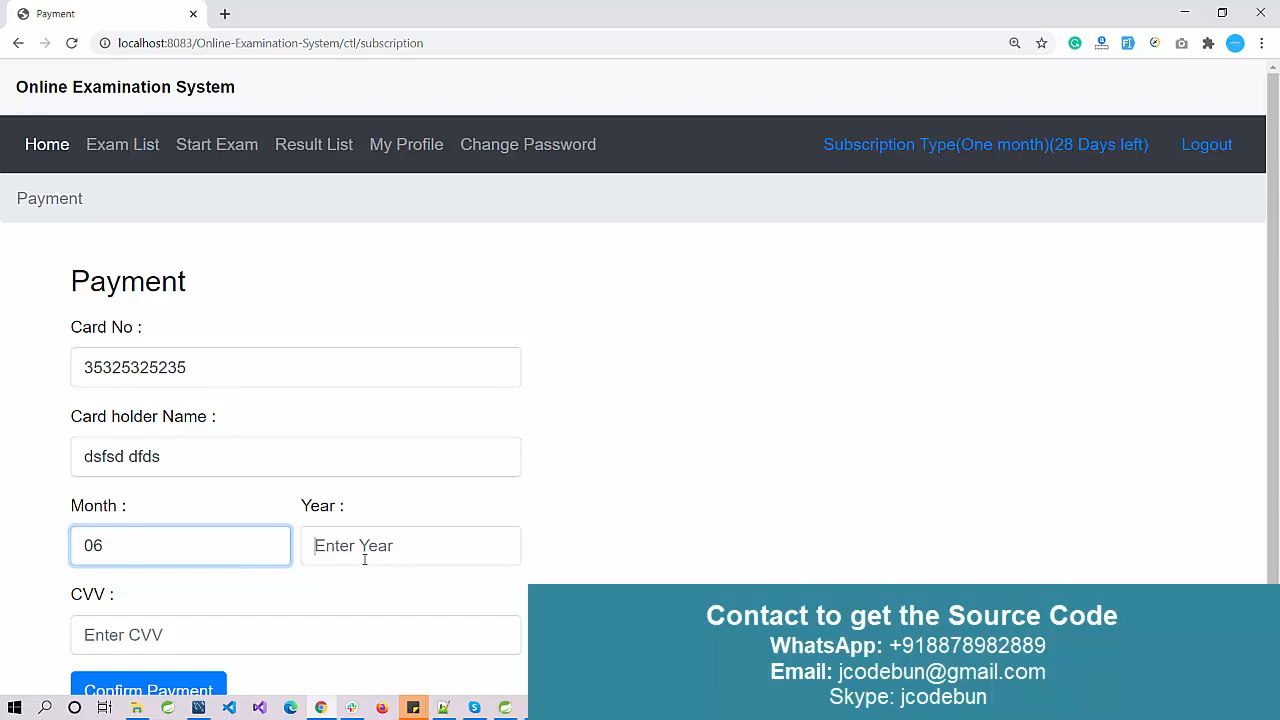 Payment
localhost:8083/Online-Examination-System/ctl/subscription
Online Examination System
Home Exam List Start Exam Result List My Profile Change Password Subscription Type(One month)(28 Days left) Logout
Payment
Payment
Card No :
35325325235
Card holder Name :
dsfsd dfds
Month : Year :
06 Enter Year
CVV :
Enter CVV
Confirm Payment
Contact to get the Source Code
WhatsApp: +918878982889
Email: jcodebun@gmail.com
Skype: jcodebun